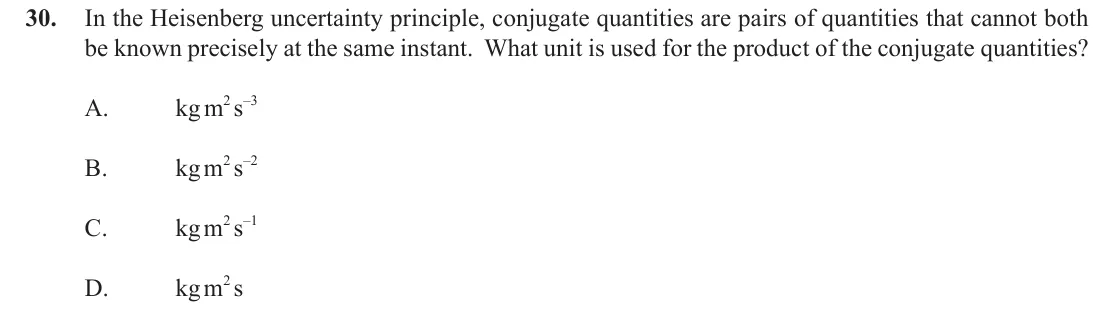 30. In the Heisenberg uncertainty principle, conjugate quantities are pairs of quantities that cannot both
be known precisely at the same instant. What unit is used for the product of the conjugate quantities?
A. kg m² s⁻³
B. kg m² s⁻²
C. kg m² s⁻¹
D. kg m² s